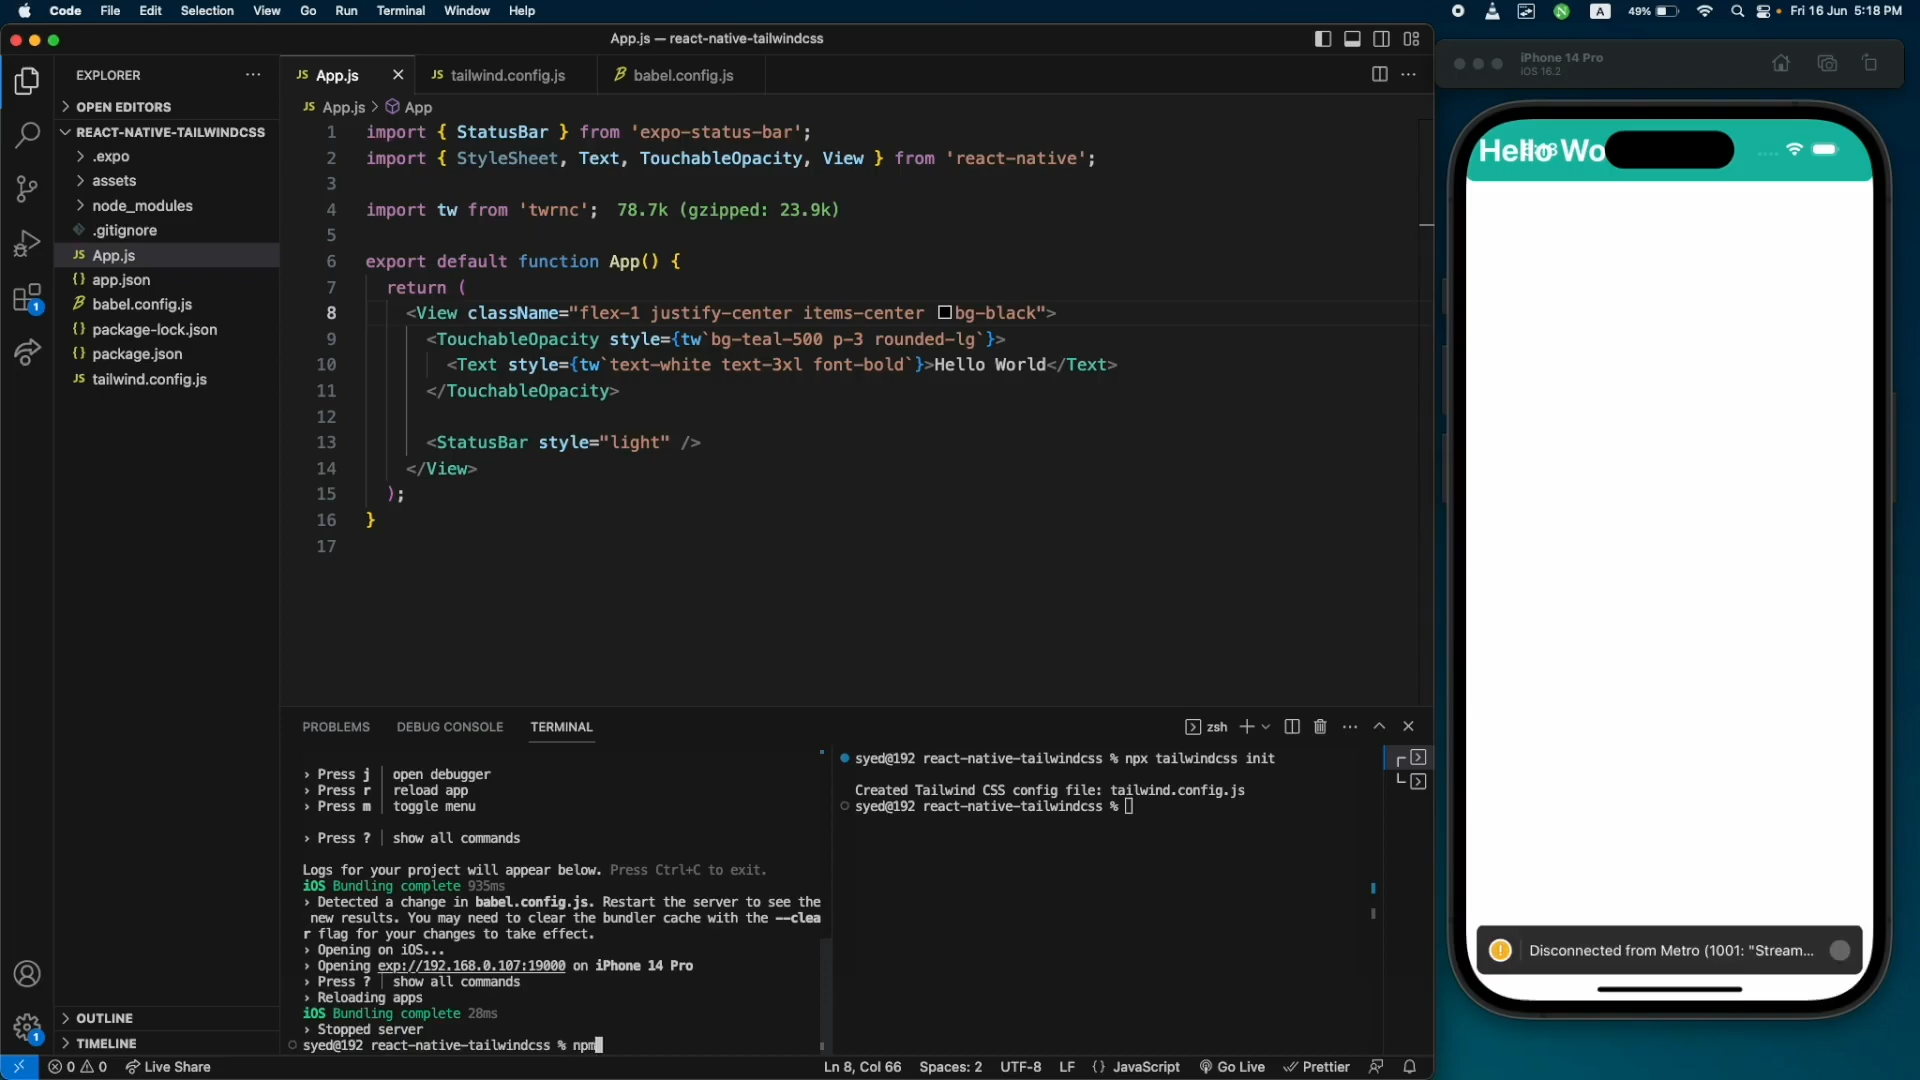 Code File Edit Selection View Go Run Terminal Window Help
A 49% Fri 16 Jun 5:18 PM
App.js — react-native-tailwindcss
iPhone 14 Pro
iOS 16.2
EXPLORER
OPEN EDITORS
REACT-NATIVE-TAILWINDCSS
.expo
assets
node_modules
.gitignore
JS App.js
{} app.json
babel.config.js
{} package-lock.json
{} package.json
JS tailwind.config.js
OUTLINE
TIMELINE
1
1
JS App.js JS tailwind.config.js babel.config.js
JS App.js > App
1 import { StatusBar } from 'expo-status-bar';
2 import { StyleSheet, Text, TouchableOpacity, View } from 'react-native';
3
4 import tw from 'twrnc'; 78.7k (gzipped: 23.9k)
5
6 export default function App() {
7 return (
8 <View className="flex-1 justify-center items-center bg-black">
9 <TouchableOpacity style={tw`bg-teal-500 p-3 rounded-lg`}>
10 <Text style={tw`text-white text-3xl font-bold`}>Hello World</Text>
11 </TouchableOpacity>
12
13 <StatusBar style="light" />
14 </View>
15 );
16 }
17
PROBLEMS DEBUG CONSOLE TERMINAL
zsh
› Press j │ open debugger
› Press r │ reload app
› Press m │ toggle menu
› Press ? │ show all commands
Logs for your project will appear below. Press Ctrl+C to exit.
iOS Bundling complete 935ms
› Detected a change in babel.config.js. Restart the server to see the
new results. You may need to clear the bundler cache with the --clea
r flag for your changes to take effect.
› Opening on iOS...
› Opening exp://192.168.0.107:19000 on iPhone 14 Pro
› Press ? │ show all commands
› Reloading apps
iOS Bundling complete 28ms
› Stopped server
syed@192 react-native-tailwindcss % npm
syed@192 react-native-tailwindcss % npx tailwindcss init
Created Tailwind CSS config file: tailwind.config.js
syed@192 react-native-tailwindcss %
0 0 Live Share
Ln 8, Col 66 Spaces: 2 UTF-8 LF {} JavaScript Go Live Prettier
Hello Wo
5:18
Disconnected from Metro (1001: "Stream...